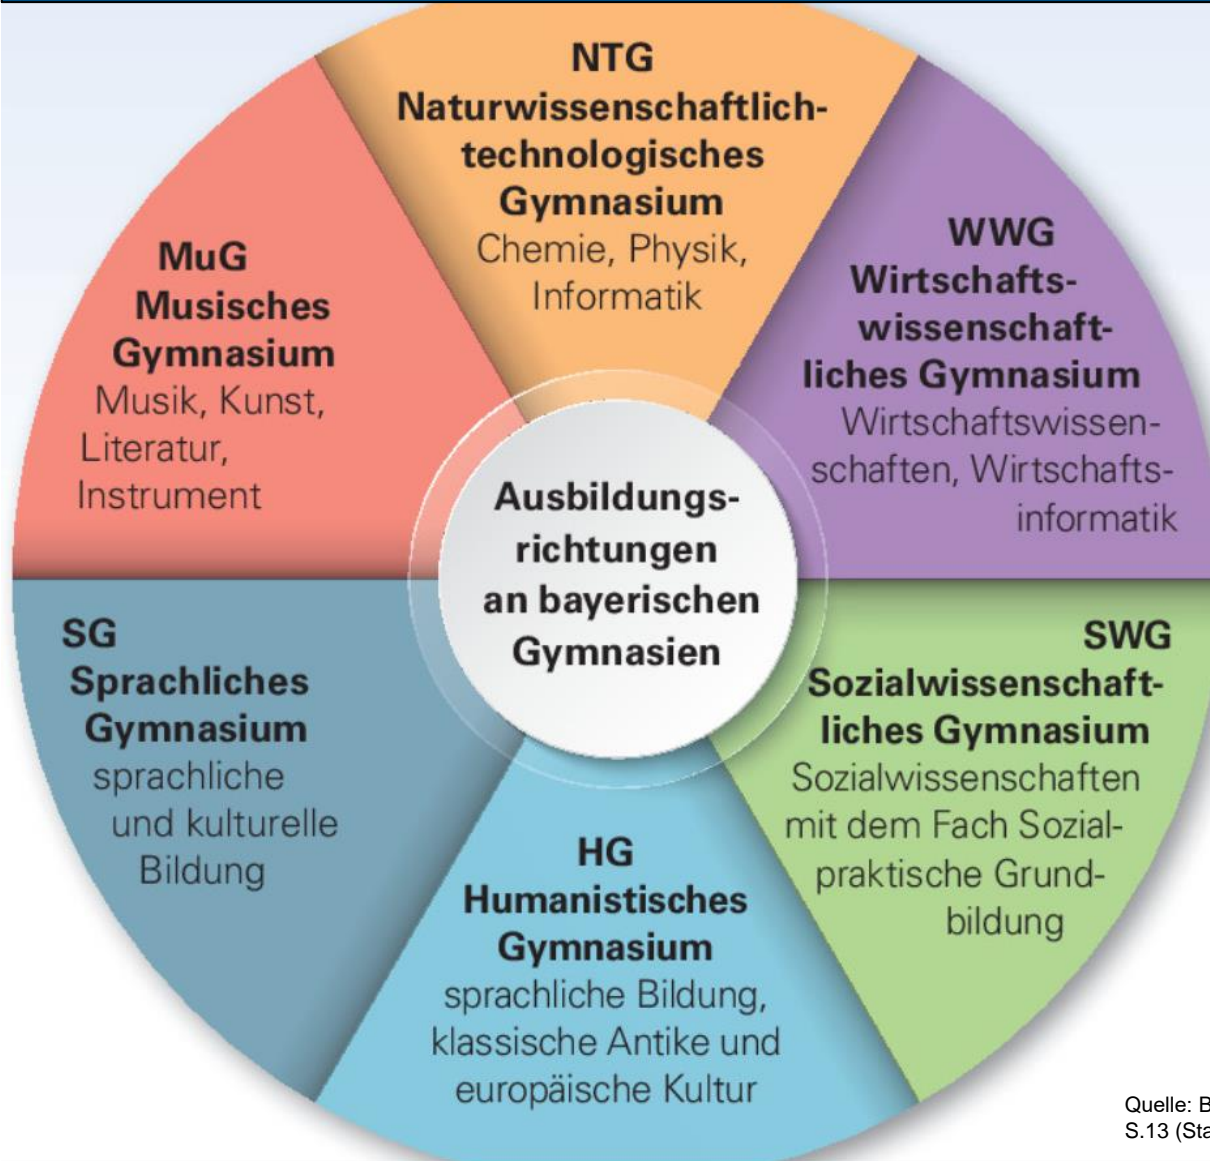 NTG
Naturwissenschaftlich-
technologisches
Gymnasium
Chemie, Physik,
Informatik
WWG
Wirtschafts-
wissenschaft-
liches Gymnasium
Wirtschaftswissen-
schaften, Wirtschafts-
informatik
SWG
Sozialwissenschaft-
liches Gymnasium
Sozialwissenschaften
mit dem Fach Sozial-
praktische Grund-
bildung
HG
Humanistisches
Gymnasium
sprachliche Bildung,
klassische Antike und
europäische Kultur
SG
Sprachliches
Gymnasium
sprachliche
und kulturelle
Bildung
MuG
Musisches
Gymnasium
Musik, Kunst,
Literatur,
Instrument
Ausbildungs-
richtungen
an bayerischen
Gymnasien
Quelle:
S.13